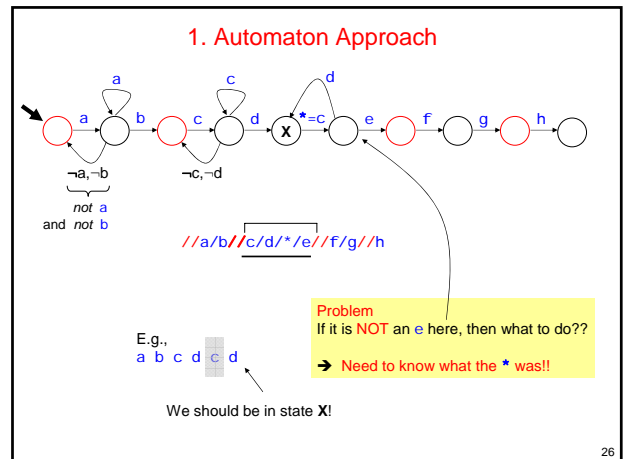 1. Automaton Approach
a c d
a b c d X *=c e f g h
¬a,¬b ¬c,¬d
not a
and not b
//a/b//c/d/*/e//f/g//h
Problem
If it is NOT an e here, then what to do??
➔ Need to know what the * was!!
E.g.,
a b c d c d
We should be in state X!
26